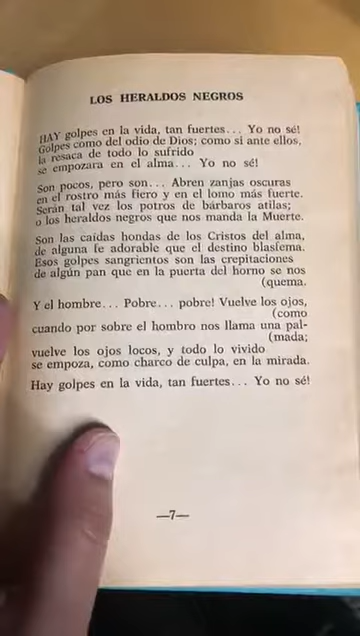 LOS HERALDOS NEGROS
HAY golpes en la vida, tan fuertes... Yo no sé!
Golpes como del odio de Dios; como si ante ellos,
la resaca de todo lo sufrido
se empozara en el alma... Yo no sé!
Son pocos, pero son... Abren zanjas oscuras
en el rostro más fiero y en el lomo más fuerte.
Serán tal vez los potros de bárbaros atilas;
o los heraldos negros que nos manda la Muerte.
Son las caídas hondas de los Cristos del alma,
de alguna fe adorable que el destino blasfema.
Esos golpes sangrientos son las crepitaciones
de algún pan que en la puerta del horno se nos
(quema.
Y el hombre... Pobre... pobre! Vuelve los ojos,
(como
cuando por sobre el hombro nos llama una pal-
(mada;
vuelve los ojos locos, y todo lo vivido
se empoza, como charco de culpa, en la mirada.
Hay golpes en la vida, tan fuertes... Yo no sé!
—7—